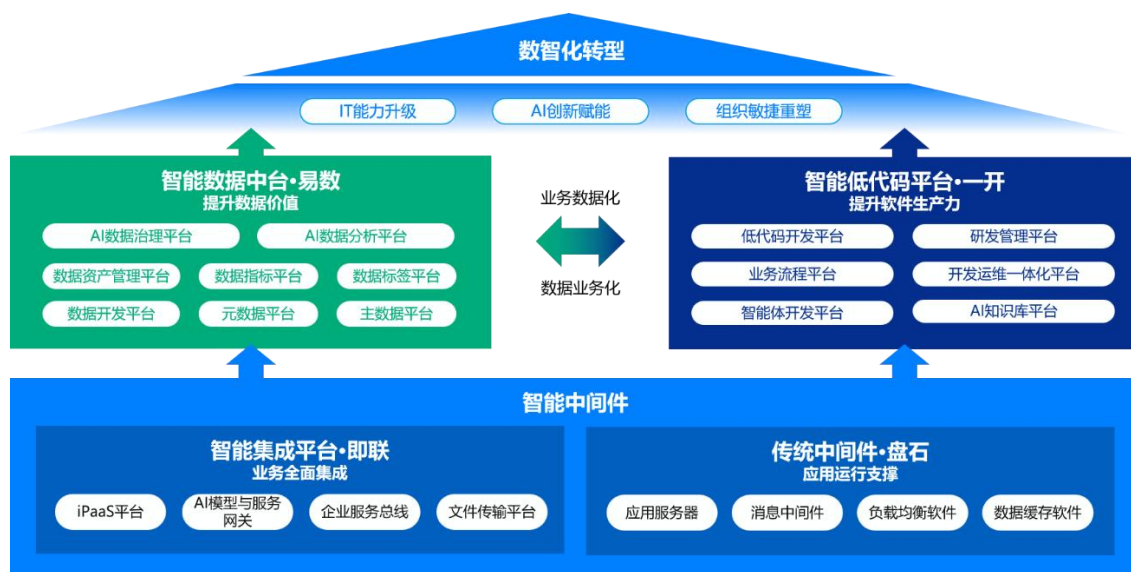 数智化转型
IT能力升级
AI创新赋能
组织敏捷重塑
智能数据中台·易数
提升数据价值
AI数据治理平台
AI数据分析平台
数据资产管理平台
数据指标平台
数据标签平台
数据开发平台
元数据平台
主数据平台
业务数据化
数据业务化
智能低代码平台·一开
提升软件生产力
低代码开发平台
研发管理平台
业务流程平台
开发运维一体化平台
智能体开发平台
AI知识库平台
智能中间件
智能集成平台·即联
业务全面集成
iPaaS平台
AI模型与服务
网关
企业服务总线
文件传输平台
传统中间件·盘石
应用运行支撑
应用服务器
消息中间件
负载均衡软件
数据缓存软件